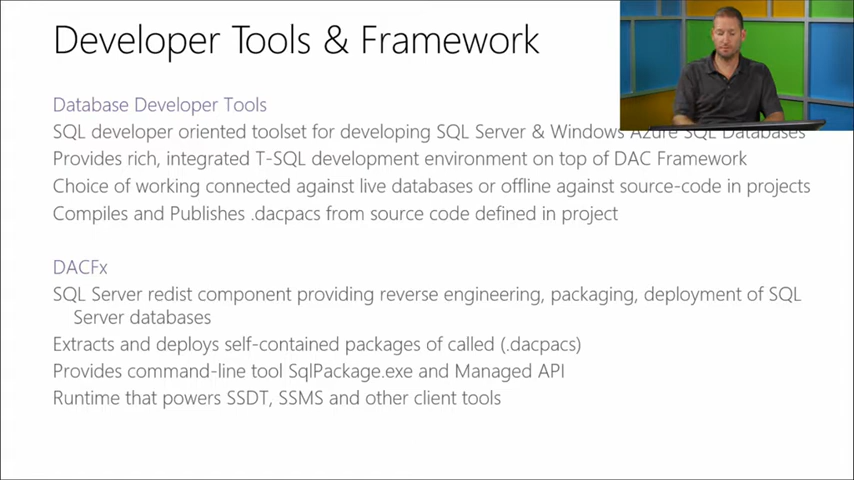 Developer Tools & Framework
Database Developer Tools
SQL developer oriented toolset for developing SQL Server & Windows Azure SQL Databases
Provides rich, integrated T-SQL development environment on top of DAC Framework
Choice of working connected against live databases or offline against source-code in projects
Compiles and Publishes .dacpacs from source code defined in project
DACFx
SQL Server redist component providing reverse engineering, packaging, deployment of SQL
Server databases
Extracts and deploys self-contained packages of called (.dacpacs)
Provides command-line tool SqlPackage.exe and Managed API
Runtime that powers SSDT, SSMS and other client tools